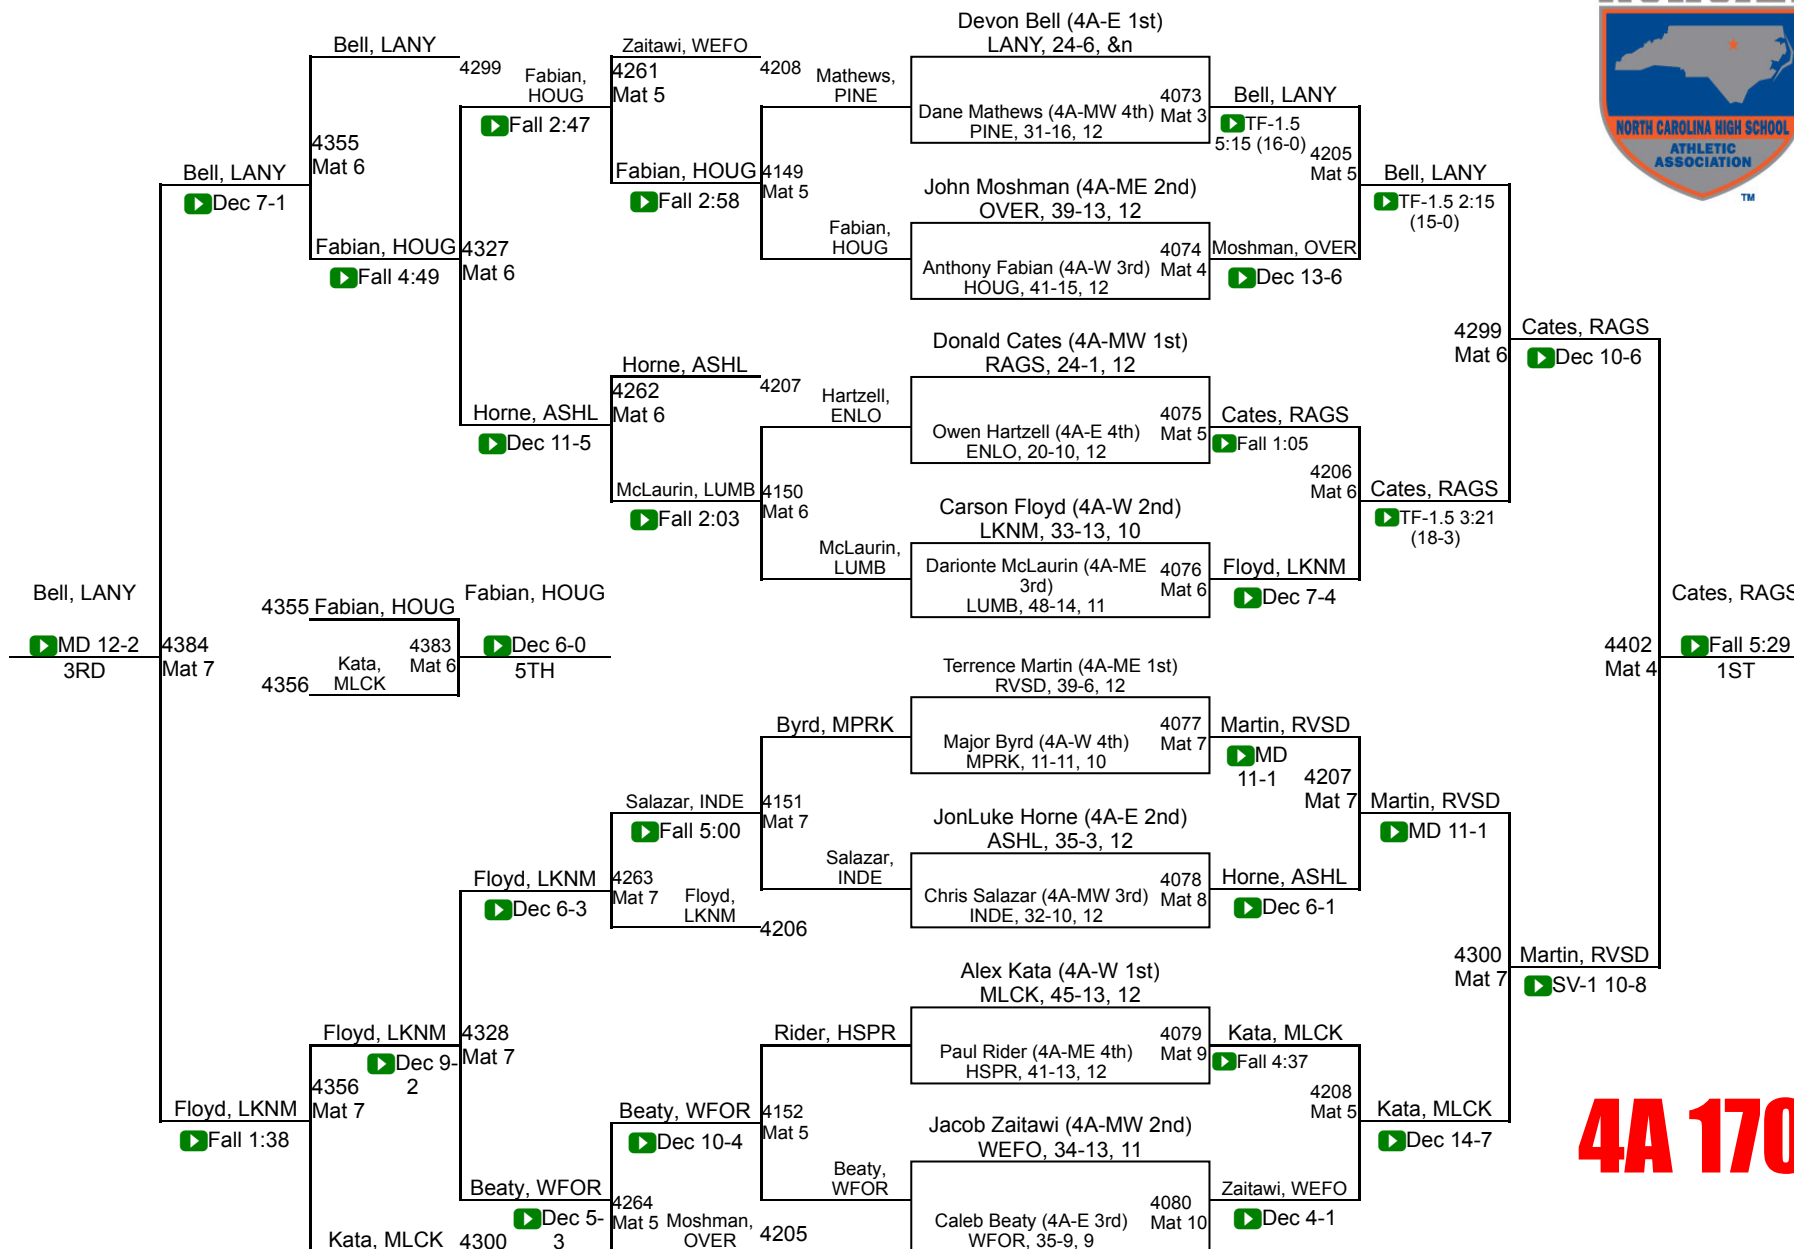 Devon Bell (4A-E 1st)
LANY, 24-6, &n
Dane Mathews (4A-MW 4th)
PINE, 31-16, 12
4073
Mat 3
John Moshman (4A-ME 2nd)
OVER, 39-13, 12
Anthony Fabian (4A-W 3rd)
HOUG, 41-15, 12
4074
Mat 4
Donald Cates (4A-MW 1st)
RAGS, 24-1, 12
Owen Hartzell (4A-E 4th)
ENLO, 20-10, 12
4075
Mat 5
Carson Floyd (4A-W 2nd)
LKNM, 33-13, 10
Darionte McLaurin (4A-ME
3rd)
LUMB, 48-14, 11
4076
Mat 6
Terrence Martin (4A-ME 1st)
RVSD, 39-6, 12
Major Byrd (4A-W 4th)
MPRK, 11-11, 10
4077
Mat 7
JonLuke Horne (4A-E 2nd)
ASHL, 35-3, 12
Chris Salazar (4A-MW 3rd)
INDE, 32-10, 12
4078
Mat 8
Alex Kata (4A-W 1st)
MLCK, 45-13, 12
Paul Rider (4A-ME 4th)
HSPR, 41-13, 12
4079
Mat 9
Jacob Zaitawi (4A-MW 2nd)
WEFO, 34-13, 11
Caleb Beaty (4A-E 3rd)
WFOR, 35-9, 9
4080
Mat 10
Bell, LANY
TF-1.5
5:15 (16-0)
4205
Mat 5
Moshman, OVER
Dec 13-6
Cates, RAGS
Fall 1:05
4206
Mat 6
Floyd, LKNM
Dec 7-4
Martin, RVSD
MD
11-1
4207
Mat 7
Horne, ASHL
Dec 6-1
Kata, MLCK
Fall 4:37
4208
Mat 5
Zaitawi, WEFO
Dec 4-1
Bell, LANY
TF-1.5 2:15
(15-0)
4299
Mat 6
Cates, RAGS
TF-1.5 3:21
(18-3)
Martin, RVSD
MD 11-1
4300
Mat 7
Kata, MLCK
Dec 14-7
Cates, RAGS
Dec 10-6
4402
Mat 4
Martin, RVSD
SV-1 10-8
Cates, RAGS
Fall 5:29
1ST
Mathews,
PINE
4149
Mat 5
Fabian,
HOUG
Hartzell,
ENLO
4150
Mat 6
McLaurin,
LUMB
Byrd, MPRK
4151
Mat 7
Salazar,
INDE
Rider, HSPR
4152
Mat 5
Beaty,
WFOR
Zaitawi, WEFO
4208
4261
Mat 5
Fabian, HOUG
Fall 2:58
Horne, ASHL
4207
4262
Mat 6
McLaurin, LUMB
Fall 2:03
Salazar, INDE
Fall 5:00
4263
Mat 7
Floyd,
LKNM
4206
Beaty, WFOR
Dec 10-4
4264
Mat 5
Moshman,
OVER
4205
Fabian,
HOUG
Fall 2:47
4327
Mat 6
Horne, ASHL
Dec 11-5
Floyd, LKNM
Dec 6-3
4328
Mat 7
Beaty, WFOR
Dec 5-
3
Bell, LANY
4299
4355
Mat 6
Fabian, HOUG
Fall 4:49
Floyd, LKNM
Dec 9-
2
4356
Mat 7
Kata, MLCK
4300
Bell, LANY
Dec 7-1
4384
Mat 7
Floyd, LKNM
Fall 1:38
Bell, LANY
MD 12-2
3RD
4355
Fabian, HOUG
4383
Mat 6
4356
Kata,
MLCK
Fabian, HOUG
Dec 6-0
5TH
NORTH CAROLINA HIGH SCHOOL
ATHLETIC
ASSOCIATION
TM
4A 170